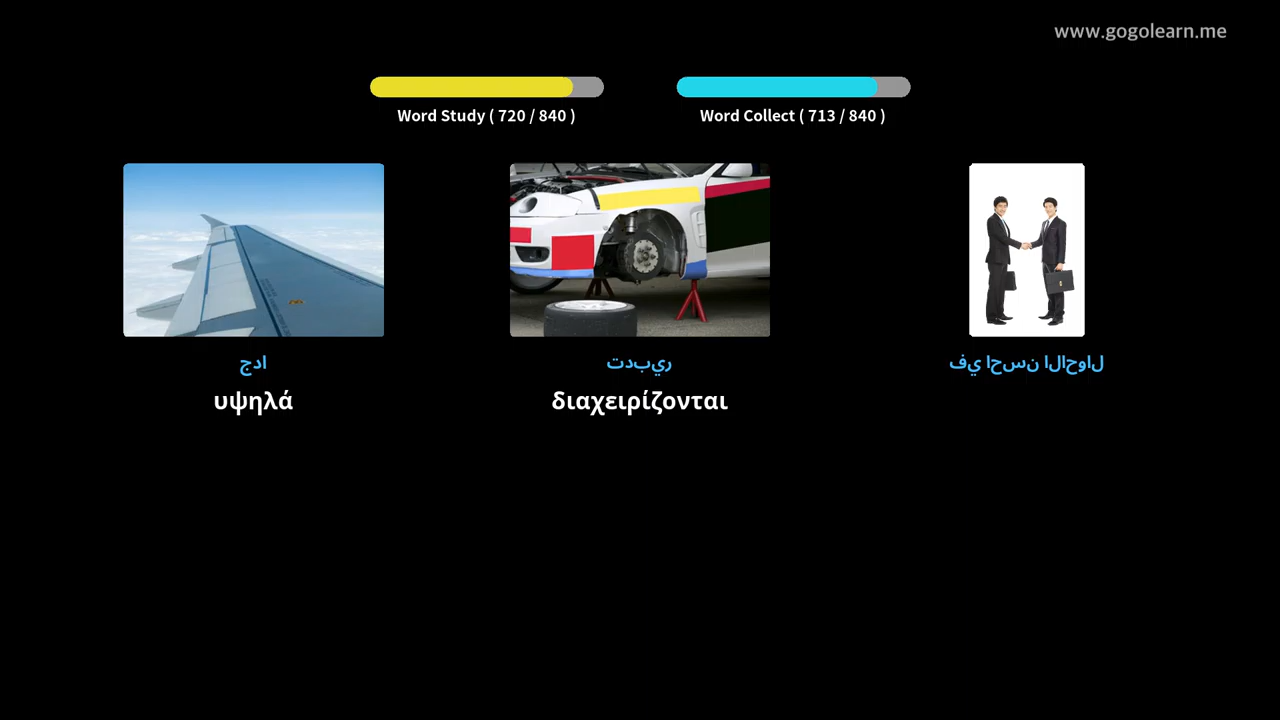 www.gogolearn.me
Word Study ( 720 / 840 )
Word Collect ( 713 / 840 )
جدا
υψηλά
تدبير
διαχειρίζονται
في احسن الاحوال